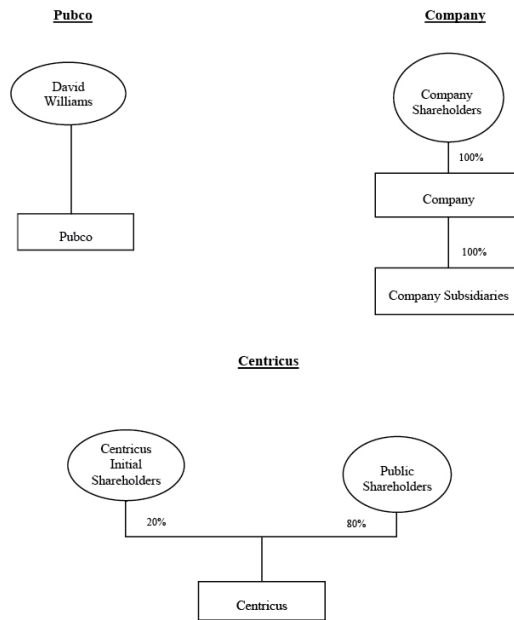 Pubco
Company
David
Williams
Company
Shareholders
100%
Pubco
Company
100%
Company Subsidiaries
Centricus
Centricus
Initial
Shareholders
Public
Shareholders
20%
80%
Centricus